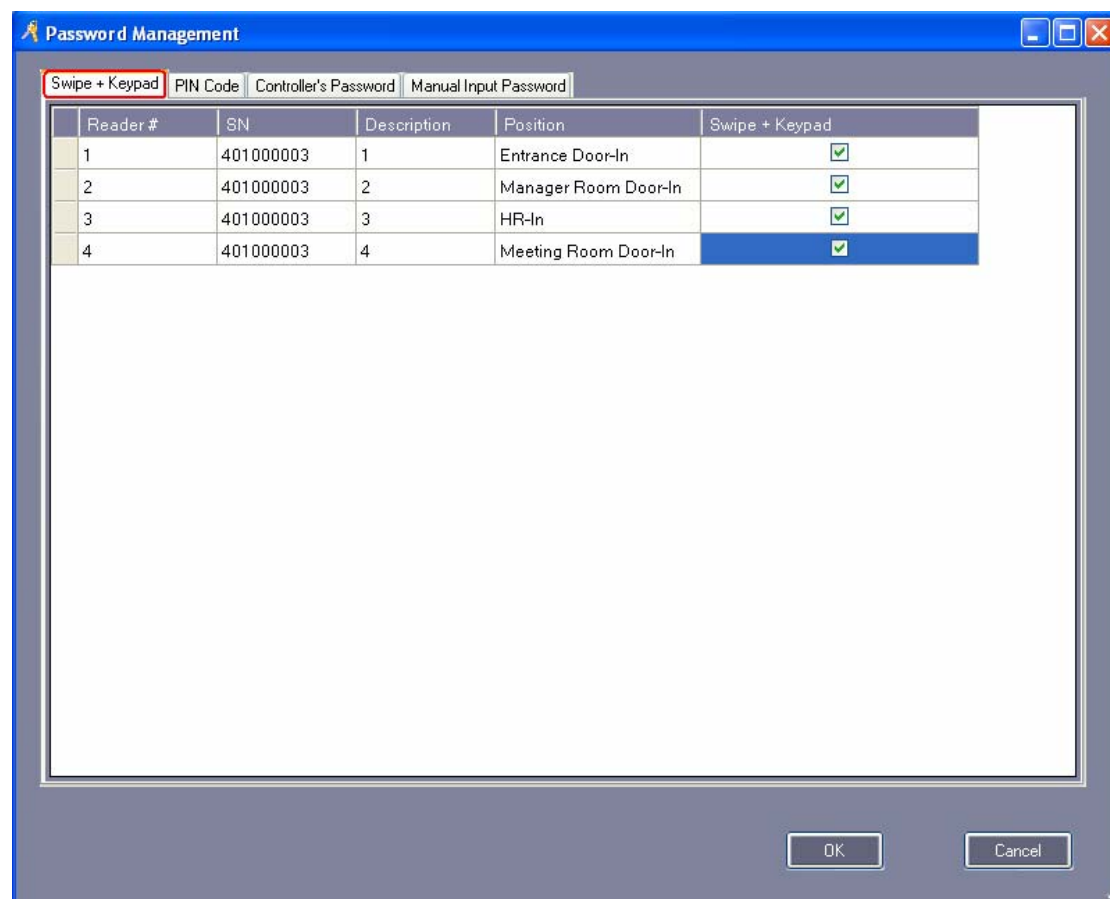 Password Management
Swipe + Keypad PIN Code Controller's Password Manual Input Password
Reader # SN Description Position Swipe + Keypad
1 401000003 1 Entrance Door-In
2 401000003 2 Manager Room Door-In
3 401000003 3 HR-In
4 401000003 4 Meeting Room Door-In
OK Cancel